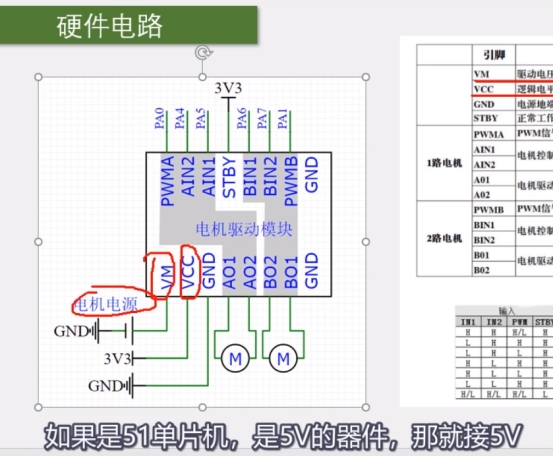 硬件电路
3V3
PA0
PA4
PA5
PA6
PA7
PA1
PWMA
AIN2
AIN1
STBY
BIN1
BIN2
PWMB
GND
电机驱动模块
VM
VCC
GND
AO1
AO2
BO2
BO1
GND
电机电源
GND
3V3
GND
M
M
引脚
VM 驱动电压
VCC 逻辑电平
GND 电源地端
STBY 正常工作
1路电机
PWMA PWM信号
AIN1
AIN2
电机控制
A01
A02
电机驱动
2路电机
PWMB PWM信号
BIN1
BIN2
电机控制
B01
B02
电机驱动
输入
IN1 IN2 PWM STBY
H H H/L H
L H H H
L H L H
H L H H
H L L H
L L H H
H/L H/L H/L L
如果是51单片机，是5V的器件，那就接5V